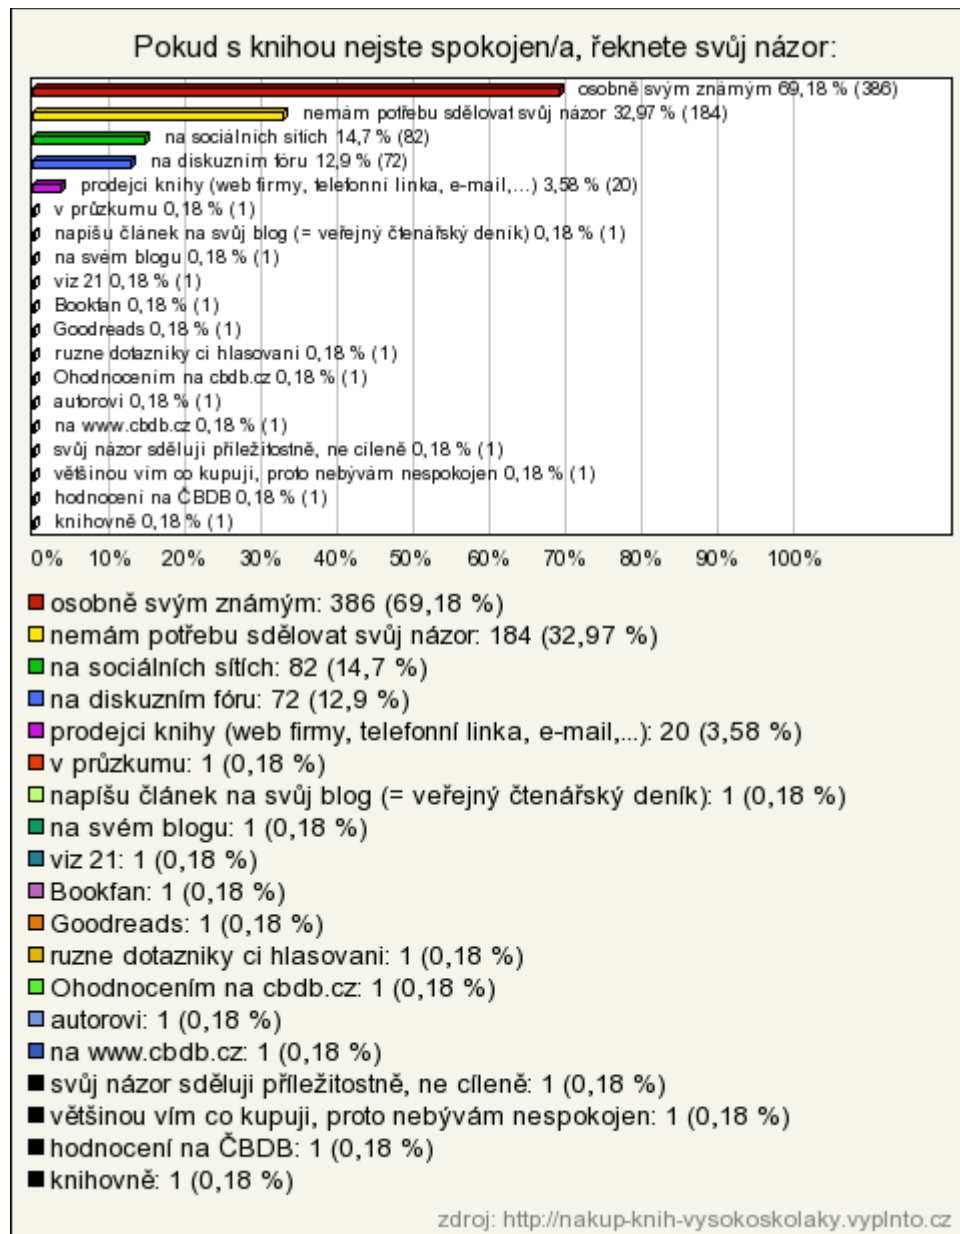 Pokud s knihou nejste spokojen/a, řeknete svůj názor:
osobně svým známým 69,18 % (386)
nemám potřebu sdělovat svůj názor 32,97 % (184)
na sociálních sítích 14,7 % (82)
na diskuzním fóru 12,9 % (72)
prodejci knihy (web firmy, telefonní linka, e-mail,...) 3,58 % (20)
v průzkumu 0,18 % (1)
napíšu článek na svůj blog (= veřejný čtenářský deník) 0,18 % (1)
na svém blogu 0,18 % (1)
viz 21 0,18 % (1)
Bookfan 0,18 % (1)
Goodreads 0,18 % (1)
ruzne dotazniky ci hlasovani 0,18 % (1)
Ohodnocením na cbdb.cz 0,18 % (1)
autorovi 0,18 % (1)
na www.cbdb.cz 0,18 % (1)
svůj názor sděluji příležitostně, ne cíleně 0,18 % (1)
většinou vím co kupuji, proto nebývám nespokojen 0,18 % (1)
hodnocení na ČBDB 0,18 % (1)
knihovně 0,18 % (1)
0% 10% 20% 30% 40% 50% 60% 70% 80% 90% 100%
osobně svým známým: 386 (69,18 %)
nemám potřebu sdělovat svůj názor: 184 (32,97 %)
na sociálních sítích: 82 (14,7 %)
na diskuzním fóru: 72 (12,9 %)
prodejci knihy (web firmy, telefonní linka, e-mail,...): 20 (3,58 %)
v průzkumu: 1 (0,18 %)
napíšu článek na svůj blog (= veřejný čtenářský deník): 1 (0,18 %)
na svém blogu: 1 (0,18 %)
viz 21: 1 (0,18 %)
Bookfan: 1 (0,18 %)
Goodreads: 1 (0,18 %)
ruzne dotazniky ci hlasovani: 1 (0,18 %)
Ohodnocením na cbdb.cz: 1 (0,18 %)
autorovi: 1 (0,18 %)
na www.cbdb.cz: 1 (0,18 %)
svůj názor sděluji příležitostně, ne cíleně: 1 (0,18 %)
většinou vím co kupuji, proto nebývám nespokojen: 1 (0,18 %)
hodnocení na ČBDB: 1 (0,18 %)
knihovně: 1 (0,18 %)
zdroj: http://nakup-knih-vysokoskolaky.vyplnto.cz